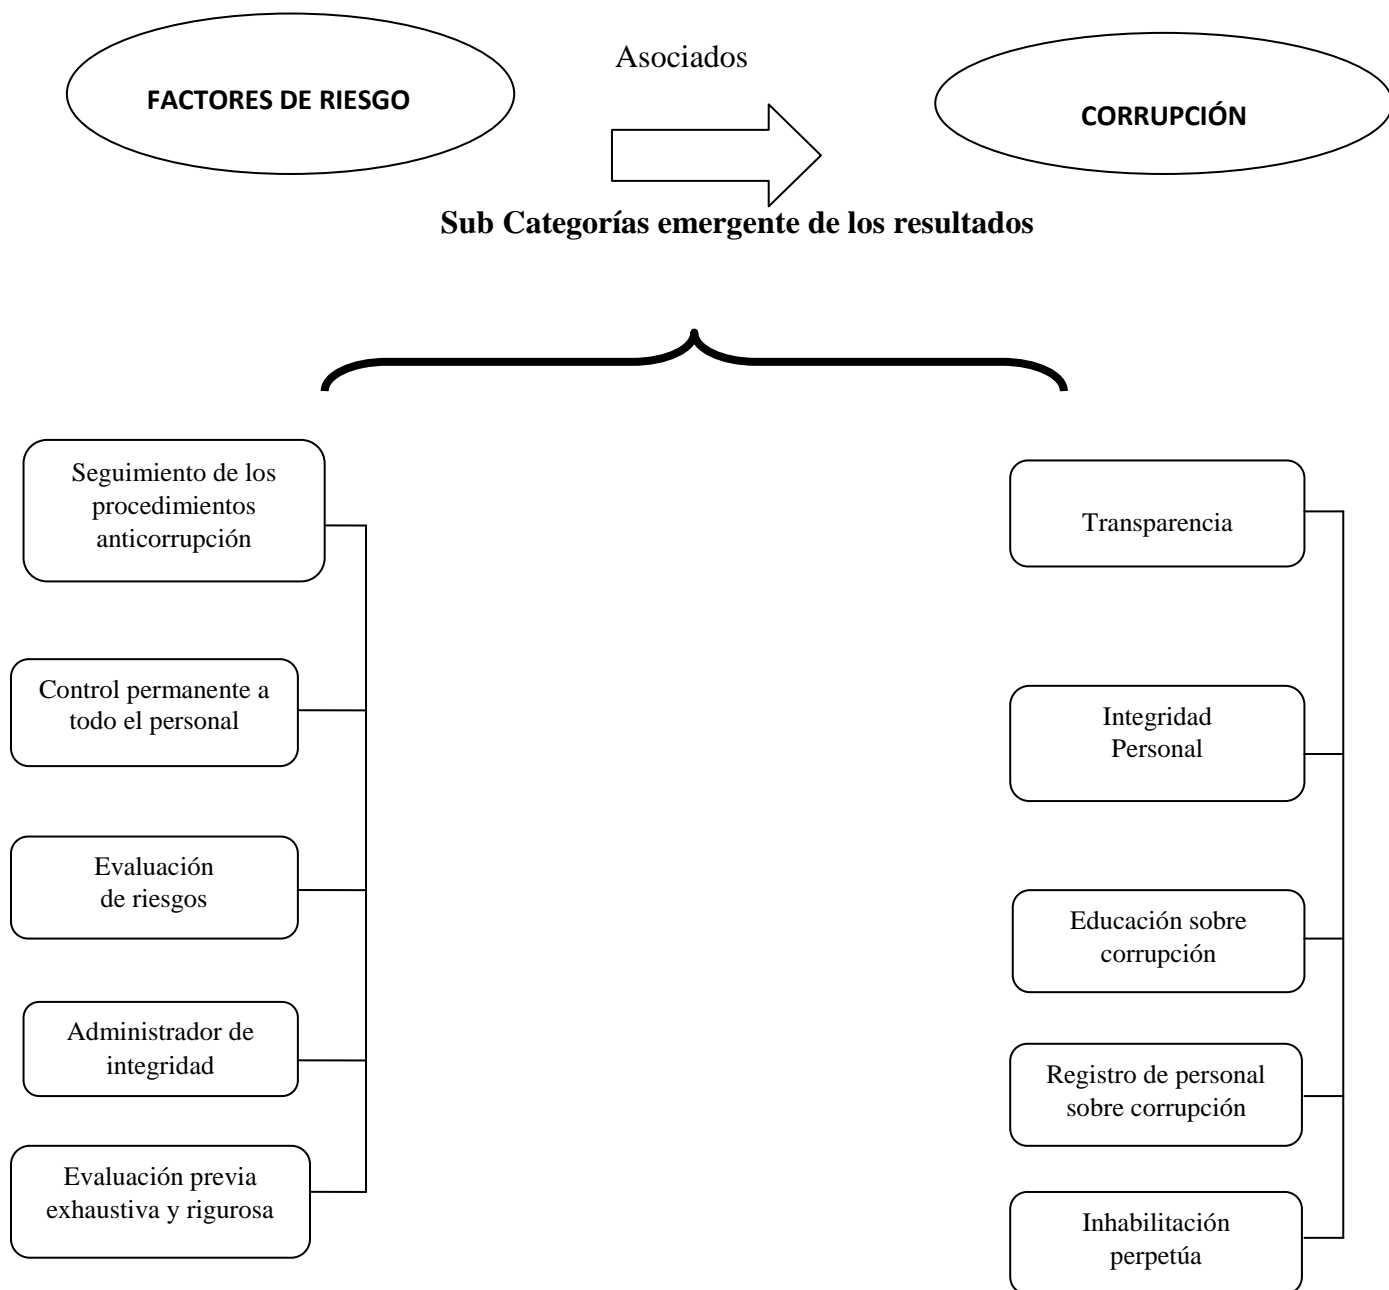 Asociados
FACTORES DE RIESGO
CORRUPCIÓN
Sub Categorías emergente de los resultados
Seguimiento de los
procedimientos
anticorrupción
Control permanente a
todo el personal
Evaluación
de riesgos
Administrador de
integridad
Evaluación previa
exhaustiva y rigurosa
Transparencia
Integridad
Personal
Educación sobre
corrupción
Registro de personal
sobre corrupción
Inhabilitación
perpetúa